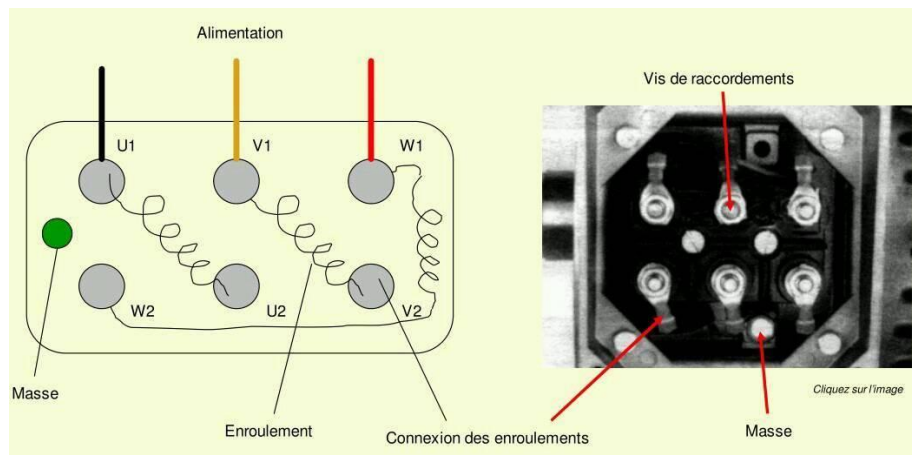 Alimentation
Vis de raccordements
U1
V1
W1
W2
U2
V2
Masse
Cliquez sur l'image
Enroulement
Connexion des enroulements
Masse